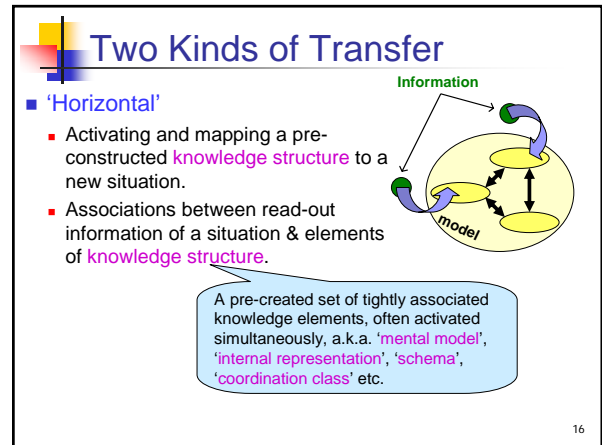 Two Kinds of Transfer
Information
‘Horizontal’
Activating and mapping a pre-
constructed knowledge structure to a
new situation.
Associations between read-out
information of a situation & elements
of knowledge structure.
model
A pre-created set of tightly associated
knowledge elements, often activated
simultaneously, a.k.a. ‘mental model’,
‘internal representation’, ‘schema’,
‘coordination class’ etc.
16